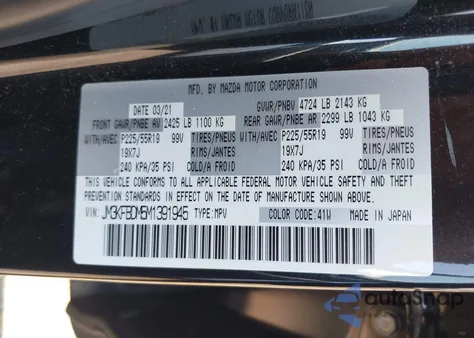 MFD. BY MAZDA MOTOR CORPORATION
DATE 03/21 GVWR/PNBV 4724 LB 2143 KG
FRONT GAWR/PNBE AV 2425 LB 1100 KG REAR GAWR/PNBE AR 2299 LB 1043 KG
WITH/AVEC P225/55R19 99V TIRES/PNEUS WITH/AVEC P225/55R19 99V TIRES/PNEUS
19X7J RIMS/JANTES 19X7J RIMS/JANTES
240 KPA/35 PSI COLD/A FROID 240 KPA/35 PSI COLD/A FROID
THIS VEHICLE CONFORMS TO ALL APPLICABLE FEDERAL MOTOR VEHICLE SAFETY AND THEFT
PREVENTION STANDARDS IN EFFECT ON THE DATE OF MANUFACTURE SHOWN ABOVE.
VIN: JM3KFBDM5M1391945 TYPE:MPV COLOR CODE:41W MADE IN JAPAN
autoSnap